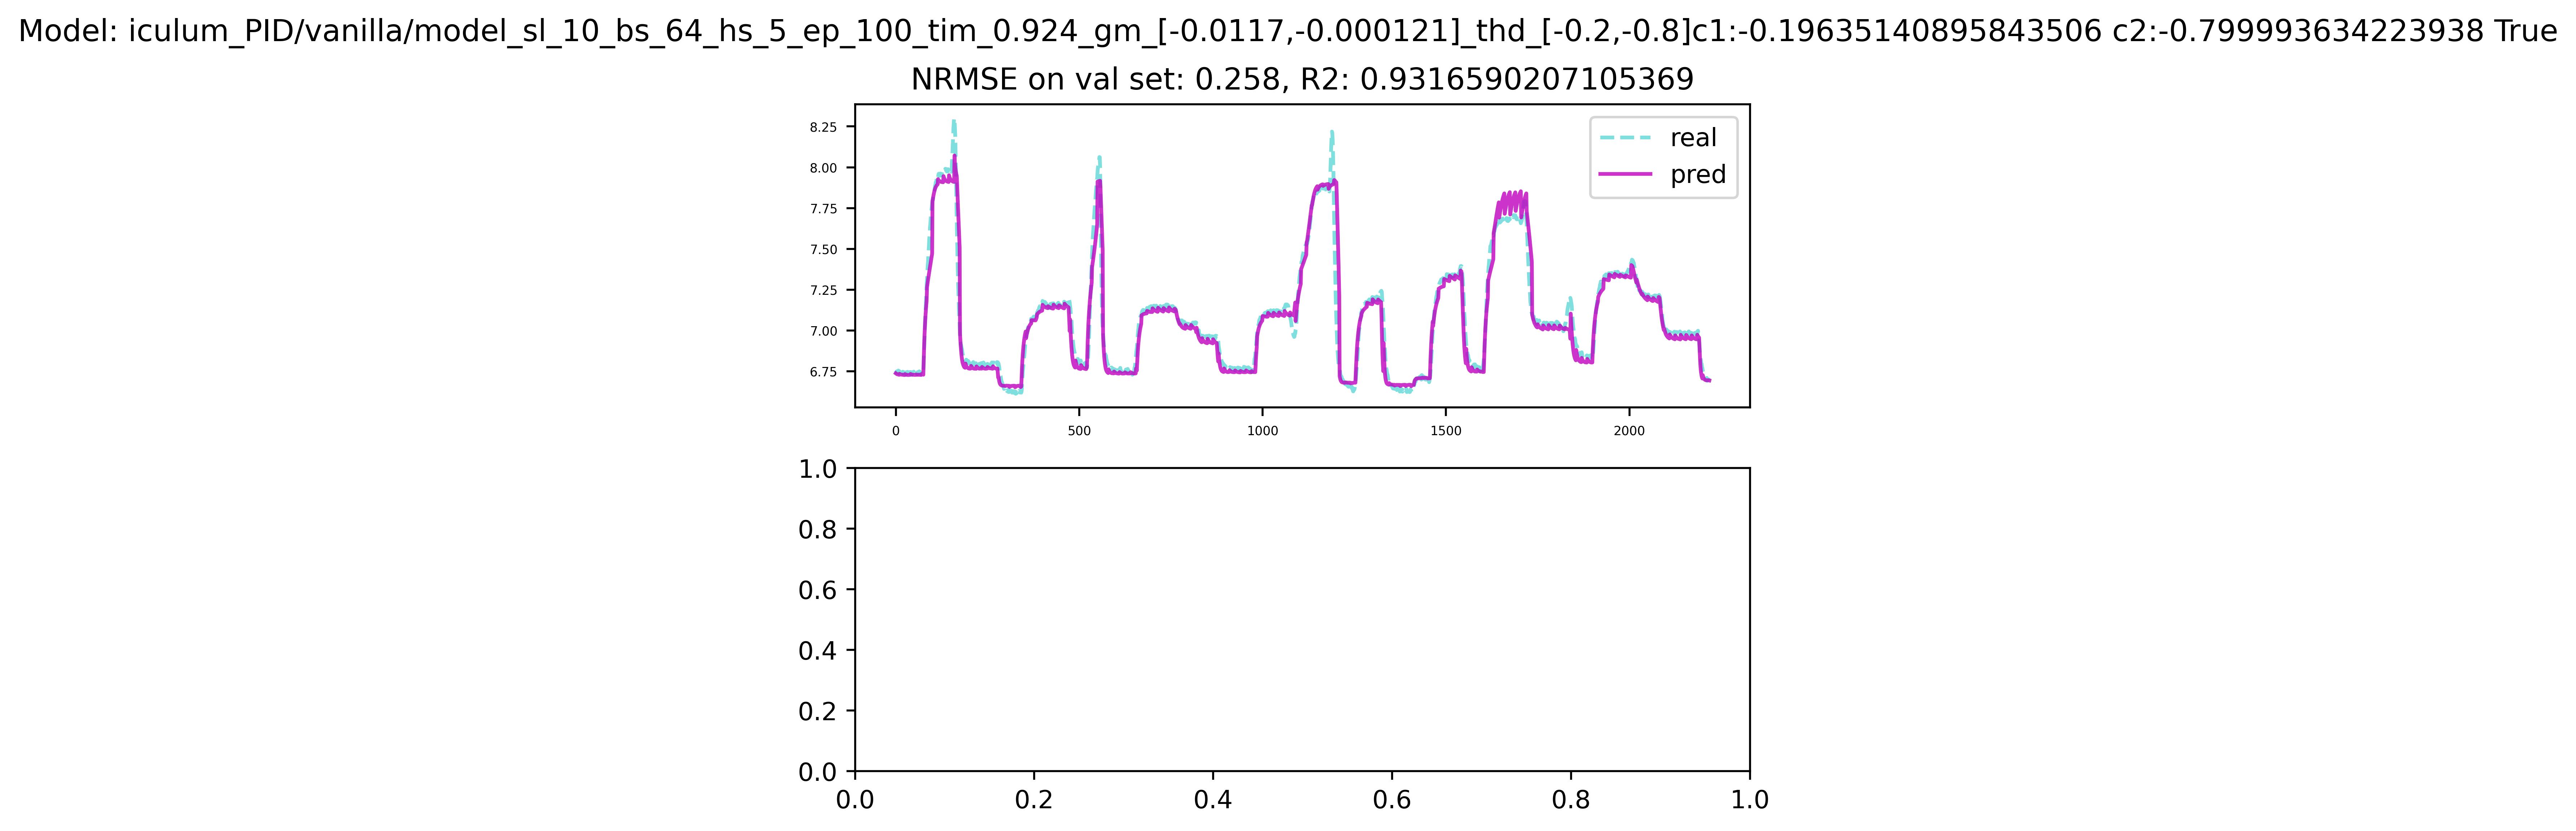 Model: iculum_PID/vanilla/model_sl_10_bs_64_hs_5_ep_100_tim_0.924_gm_[-0.0117,-0.000121]_thd_[-0.2,-0.8]c1:-0.19635140895843506 c2:-0.799993634223938 True
NRMSE on val set: 0.258, R2: 0.9316590207105369
real
pred
8.25
8.00
7.75
7.50
7.25
7.00
6.75
0 500 1000 1500 2000
1.0
0.8
0.6
0.4
0.2
0.0
0.0 0.2 0.4 0.6 0.8 1.0